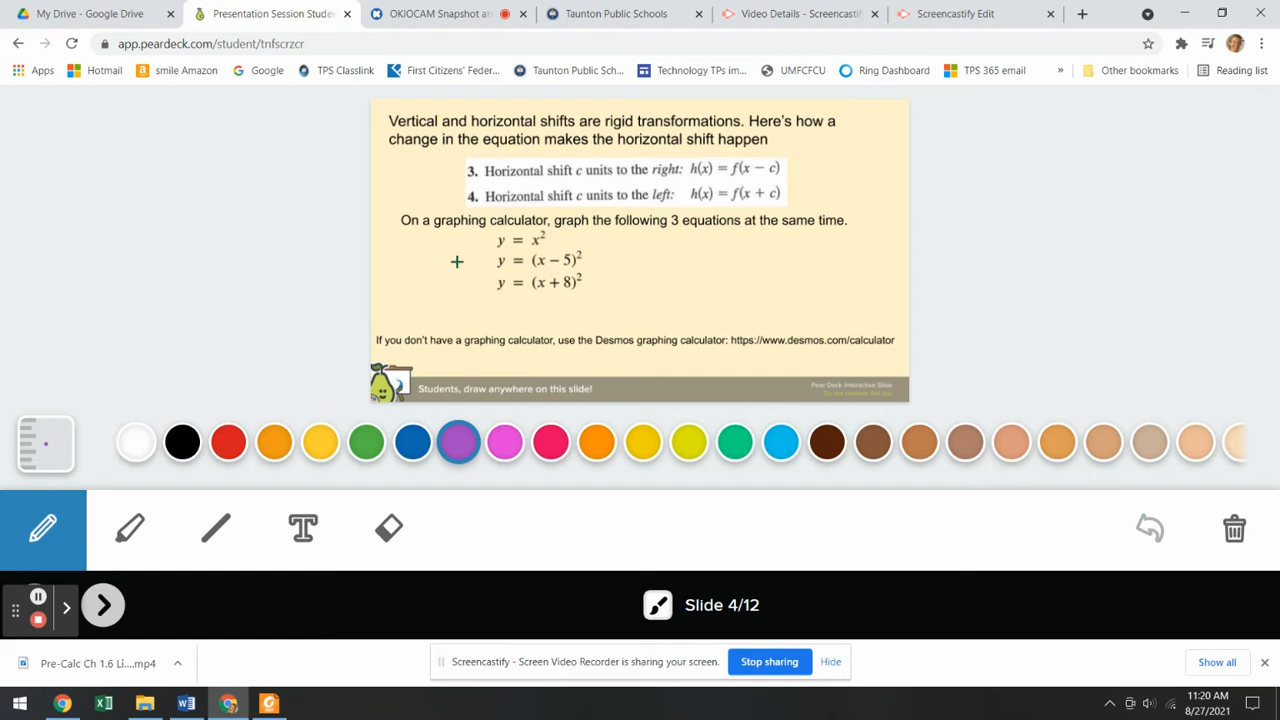 My Drive - Google Drive
Presentation Session Studen
OKIOCAM Snapshot an
Taunton Public Schools
Video Details - Screencastif
Screencastify Edit
app.peardeck.com/student/tnfscrzcr
Apps
Hotmail
smile Amazon
Google
TPS Classlink
First Citizens' Feder...
Taunton Public Sch...
Technology TPs im...
UMFCFCU
Ring Dashboard
TPS 365 email
»
Other bookmarks
Reading list
Vertical and horizontal shifts are rigid transformations. Here's how a
change in the equation makes the horizontal shift happen
3. Horizontal shift c units to the right: h(x) = f(x − c)
4. Horizontal shift c units to the left: h(x) = f(x + c)
On a graphing calculator, graph the following 3 equations at the same time.
y = x²
y = (x − 5)²
y = (x + 8)²
If you don't have a graphing calculator, use the Desmos graphing calculator: https://www.desmos.com/calculator
Students, draw anywhere on this slide!
Pear Deck Interactive Slide
Do not remove this bar
T
Slide 4/12
Pre-Calc Ch 1.6 Li....mp4
Screencastify - Screen Video Recorder is sharing your screen.
Stop sharing
Hide
Show all
11:20 AM
8/27/2021